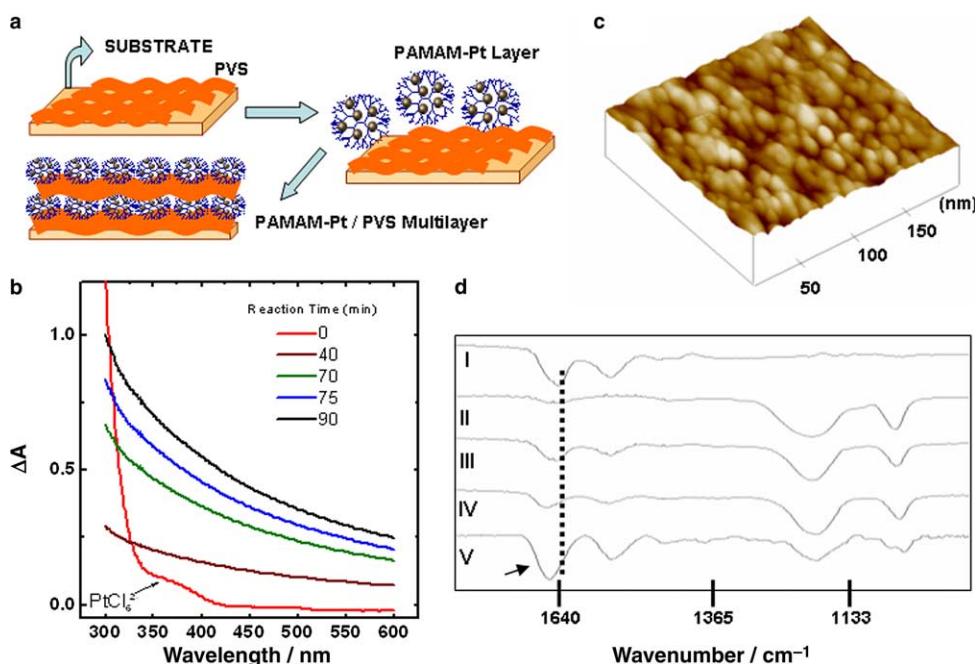 a
SUBSTRATE
PVS
PAMAM-Pt Layer
PAMAM-Pt / PVS Multilayer
c
(nm)
150
100
50
b
Reaction Time (min)
0
40
70
75
90
1.0
0.5
0.0
ΔA
PtCl₆²⁻
300 350 400 450 500 550 600
Wavelength / nm
d
I
II
III
IV
V
1640 1365 1133
Wavenumber / cm⁻¹